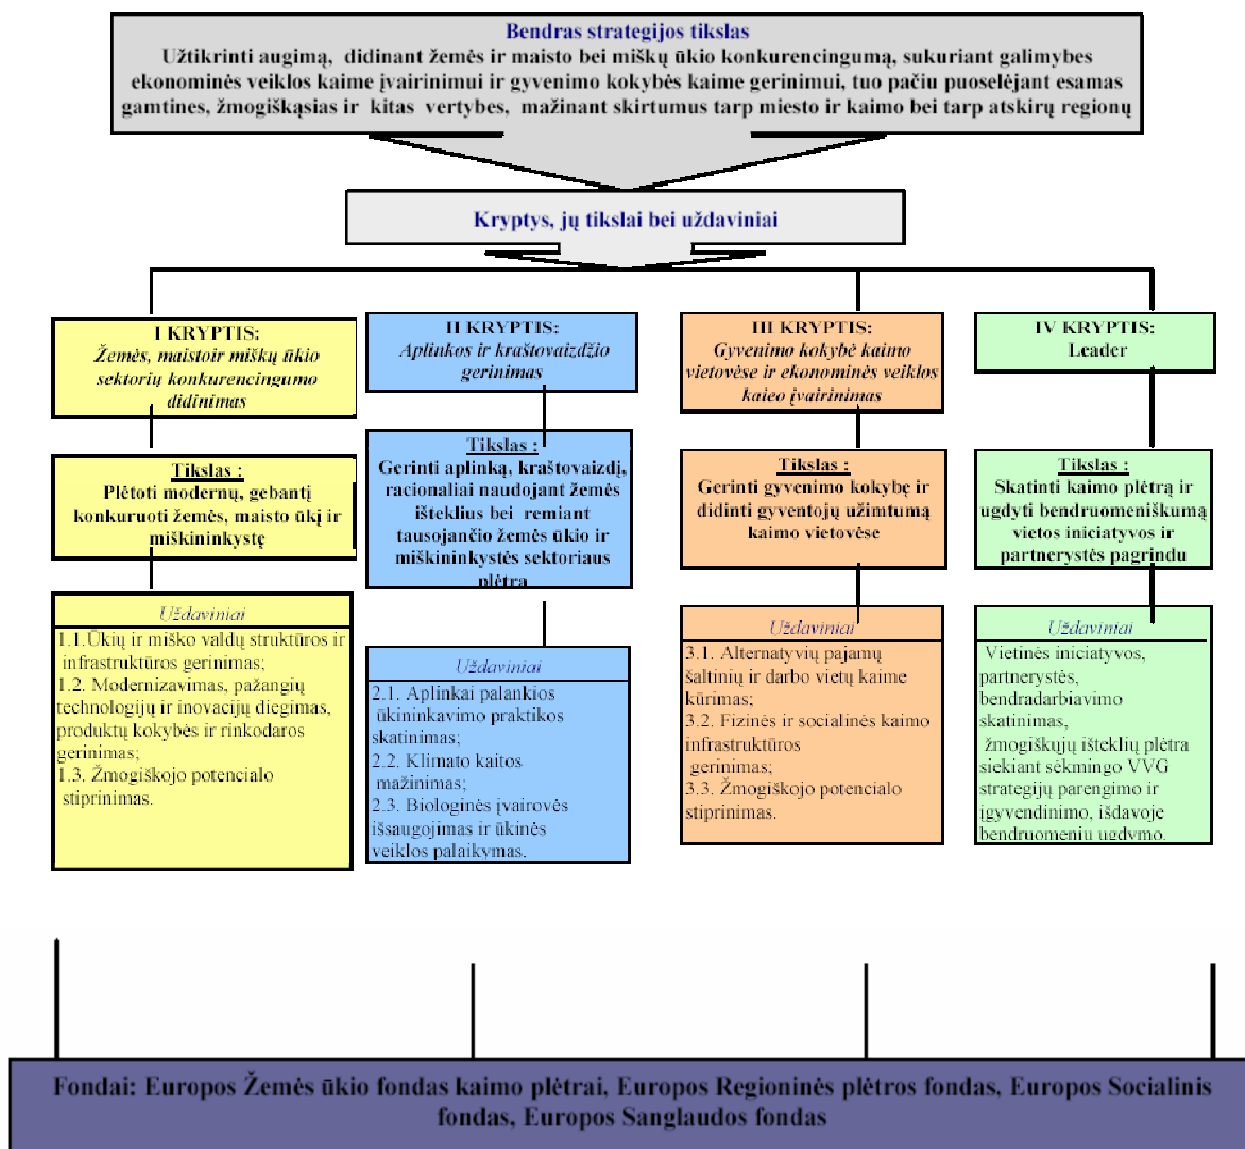 Bendras strategijos tikslas
Užtikrinti augimą, didinant žemės ir maisto bei miškų ūkio konkurencingumą, sukuriant galimybes
ekonominės veiklos kaime įvairinimui ir gyvenimo kokybės kaime gerinimui, tuo pačiu puoselėjant esamas
gamtines, žmogiškąsias ir kitas vertybes, mažinant skirtumus tarp miesto ir kaimo bei tarp atskirų regionų
Kryptys, jų tikslai bei uždaviniai
I KRYPTIS:
Žemės, maistoir miškų ūkio
sektorių konkurencingumo
didinimas
Tikslas :
Plėtoti modernų, gebantį
konkuruoti žemės, maisto ūkį ir
miškininkystę
Uždaviniai
1.1.Ūkių ir miško valdų struktūros ir
infrastruktūros gerinimas;
1.2. Modernizavimas, pažangių
technologijų ir inovacijų diegimas,
produktų kokybės ir rinkodaros
gerinimas;
1.3. Žmogiškojo potencialo
stiprinimas.
II KRYPTIS:
Aplinkos ir kraštovaizdžio
gerinimas
Tikslas :
Gerinti aplinką, kraštovaizdį,
racionaliai naudojant žemės
išteklius bei remiant
tausojančio žemės ūkio ir
miškininkystės sektoriaus
plėtrą
Uždaviniai
2.1. Aplinkai palankios
ūkininkavimo praktikos
skatinimas;
2.2. Klimato kaitos
mažinimas;
2.3. Biologinės įvairovės
išsaugojimas ir ūkinės
veiklos palaikymas.
III KRYPTIS:
Gyvenimo kokybė kaimo
vietovėse ir ekonominės veiklos
kaieo įvairinimas
Tikslas :
Gerinti gyvenimo kokybę ir
didinti gyventojų užimtumą
kaimo vietovėse
Uždaviniai
3.1. Alternatyvių pajamų
šaltinių ir darbo vietų kaime
kūrimas;
3.2. Fizinės ir socialinės kaimo
infrastruktūros
gerinimas;
3.3. Žmogiškojo potencialo
stiprinimas.
IV KRYPTIS:
Leader
Tikslas :
Skatinti kaimo plėtrą ir
ugdyti bendruomeniškumą
vietos iniciatyvos ir
partnerystės pagrindu
Uždaviniai
Vietinės iniciatyvos,
partnerystės,
bendradarbiavimo
skatinimas,
žmogiškųjų išteklių plėtra
siekiant sėkmingo VVG
strategijų parengimo ir
įgyvendinimo, išdavoje
bendruomenių ugdymo.
Fondai: Europos Žemės ūkio fondas kaimo plėtrai, Europos Regioninės plėtros fondas, Europos Socialinis
fondas, Europos Sanglaudos fondas